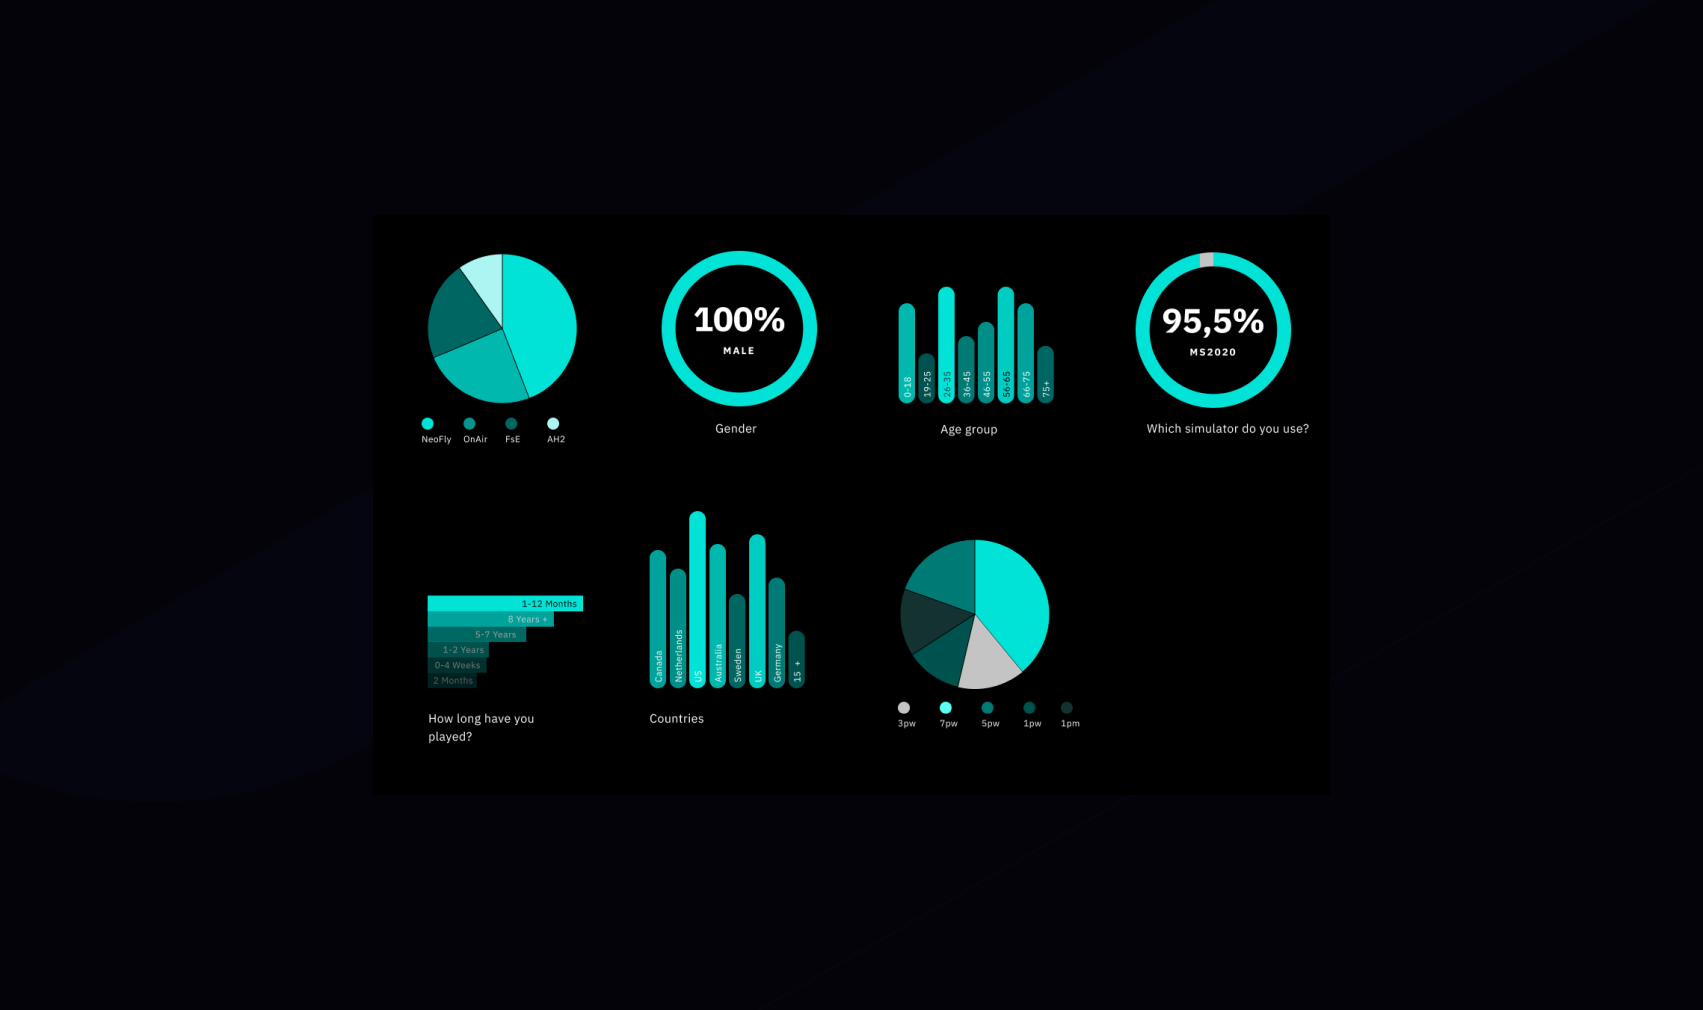 100%
MALE
0-18
19-25
26-35
36-45
46-55
56-65
66-75
75+
95,5%
MS2020
NeoFly
OnAir
FsE
AH2
Gender
Age group
Which simulator do you use?
1-12 Months
8 Years +
5-7 Years
1-2 Years
0-4 Weeks
2 Months
Canada
Netherlands
US
Australia
Sweden
UK
Germany
15 +
How long have you
played?
Countries
3pw
7pw
5pw
1pw
1pm